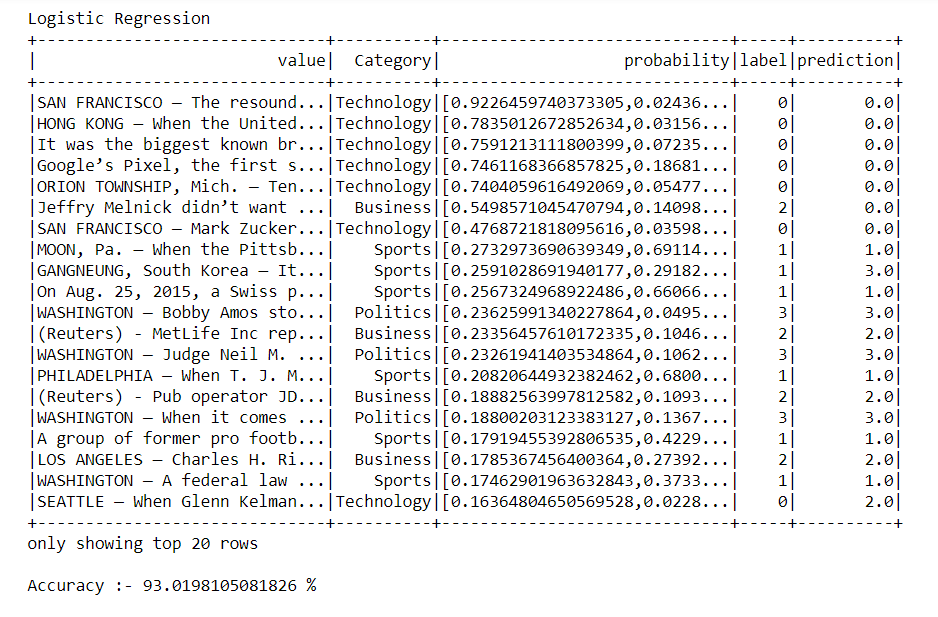 Logistic Regression
+------------------------------+----------+------------------------------+-----+----------+
|                         value|  Category|                   probability|label|prediction|
+------------------------------+----------+------------------------------+-----+----------+
|SAN FRANCISCO — The resound...|Technology|[0.9226459740373305,0.02436...|    0|       0.0|
|HONG KONG — When the United...|Technology|[0.7835012672852634,0.03156...|    0|       0.0|
|It was the biggest known br...|Technology|[0.7591213111800399,0.07235...|    0|       0.0|
|Google’s Pixel, the first s...|Technology|[0.7461168366857825,0.18681...|    0|       0.0|
|ORION TOWNSHIP, Mich. — Ten...|Technology|[0.7404059616492069,0.05477...|    0|       0.0|
|Jeffry Melnick didn’t want ...|  Business|[0.5498571045470794,0.14098...|    2|       0.0|
|SAN FRANCISCO — Mark Zucker...|Technology|[0.4768721818095616,0.03598...|    0|       0.0|
|MOON, Pa. — When the Pittsb...|    Sports|[0.2732973690639349,0.69114...|    1|       1.0|
|GANGNEUNG, South Korea — It...|    Sports|[0.2591028691940177,0.29182...|    1|       3.0|
|On Aug. 25, 2015, a Swiss p...|    Sports|[0.2567324968922486,0.66066...|    1|       1.0|
|WASHINGTON — Bobby Amos sto...|  Politics|[0.23625991340227864,0.0495...|    3|       3.0|
|(Reuters) - MetLife Inc rep...|  Business|[0.23356457610172335,0.1046...|    2|       2.0|
|WASHINGTON — Judge Neil M. ...|  Politics|[0.23261941403534864,0.1062...|    3|       3.0|
|PHILADELPHIA — When T. J. M...|    Sports|[0.20820644932382462,0.6800...|    1|       1.0|
|(Reuters) - Pub operator JD...|  Business|[0.18882563997812582,0.1093...|    2|       2.0|
|WASHINGTON — When it comes ...|  Politics|[0.18800203123383127,0.1367...|    3|       3.0|
|A group of former pro footb...|    Sports|[0.17919455392806535,0.4229...|    1|       1.0|
|LOS ANGELES — Charles H. Ri...|  Business|[0.1785367456400364,0.27392...|    2|       2.0|
|WASHINGTON — A federal law ...|    Sports|[0.17462901963632843,0.3733...|    1|       1.0|
|SEATTLE — When Glenn Kelman...|Technology|[0.16364804650569528,0.0228...|    0|       2.0|
+------------------------------+----------+------------------------------+-----+----------+
only showing top 20 rows
Accuracy :- 93.0198105081826 %